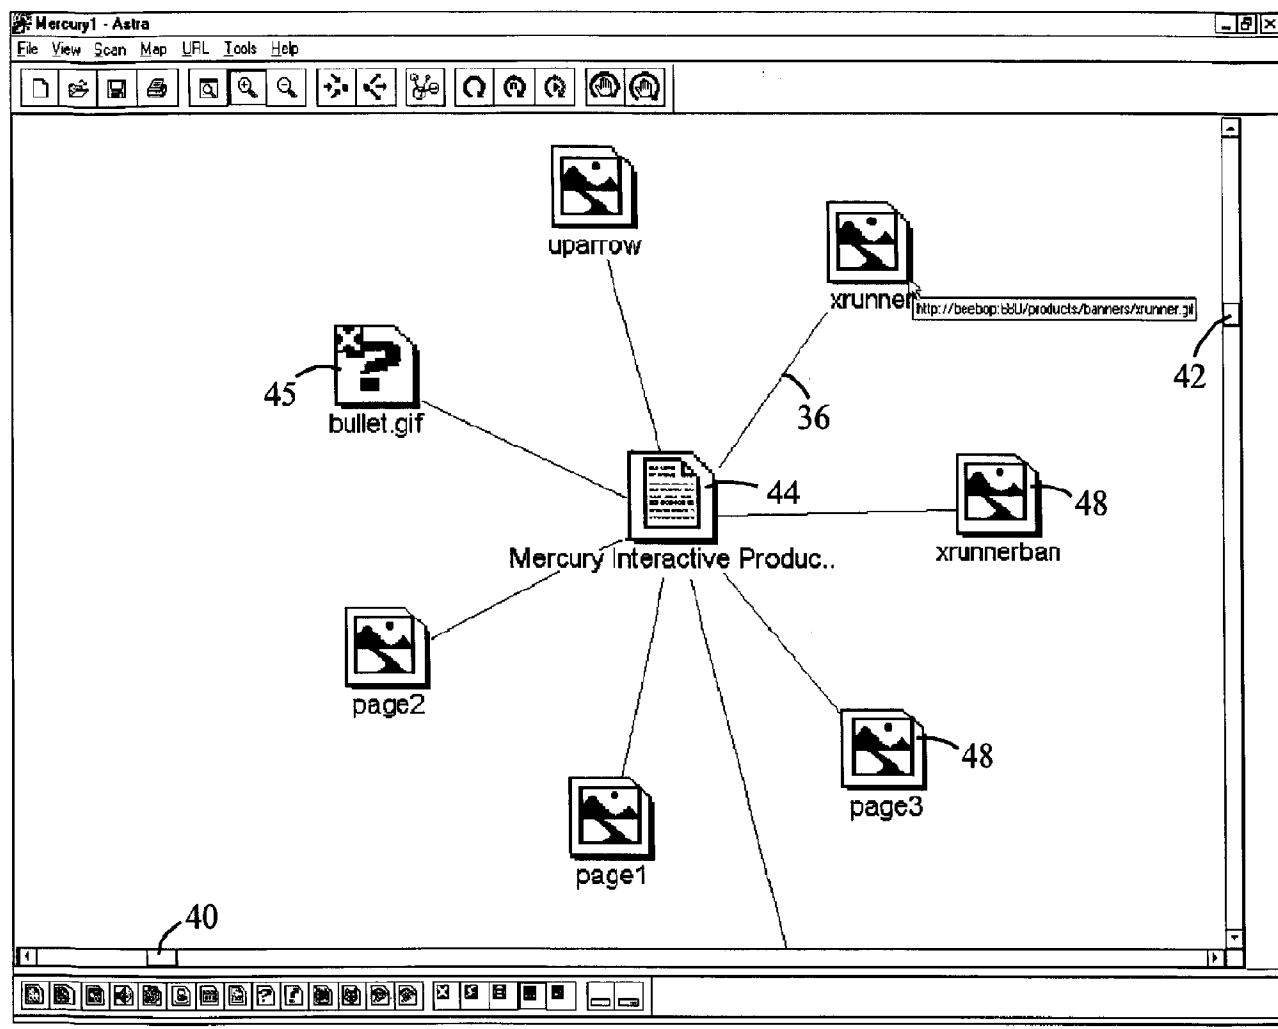 Mercury1 - Astra
File View Scan Map URL Tools Help
uparrow
xrunner
http://beebop:880/products/banners/xrunner.gif
42
45
bullet.gif
36
44
48
Mercury Interactive Produc..
xrunnerban
page2
48
page3
page1
40